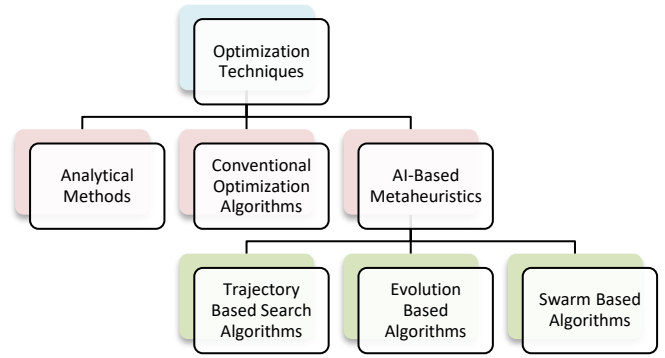 Optimization
Techniques
Analytical
Methods
Conventional
Optimization
Algorithms
AI-Based
Metaheuristics
Trajectory
Based Search
Algorithms
Evolution
Based
Algorithms
Swarm Based
Algorithms